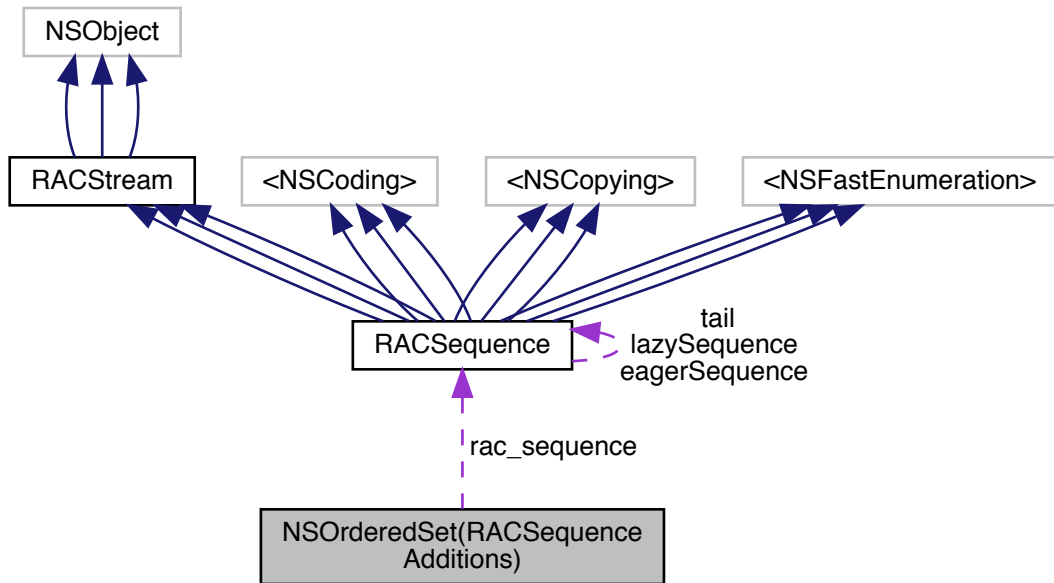 NSObject
RACStream
<NSCoding>
<NSCopying>
<NSFastEnumeration>
RACSequence
tail
lazySequence
eagerSequence
rac_sequence
NSOrderedSet(RACSequence
Additions)